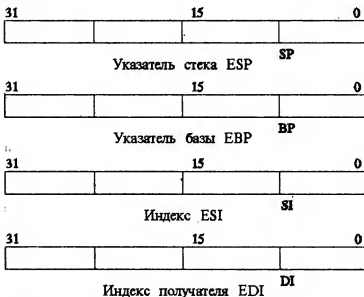 31 15 0
SP
Указатель стека ESP
31 15 0
BP
Указатель базы EBP
31 15 0
SI
Индекс ESI
31 15 0
DI
Индекс получателя EDI